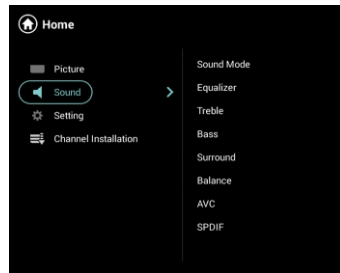 Home
Picture
Sound
Setting
Channel Installation
Sound Mode
Equalizer
Treble
Bass
Surround
Balance
AVC
SPDIF